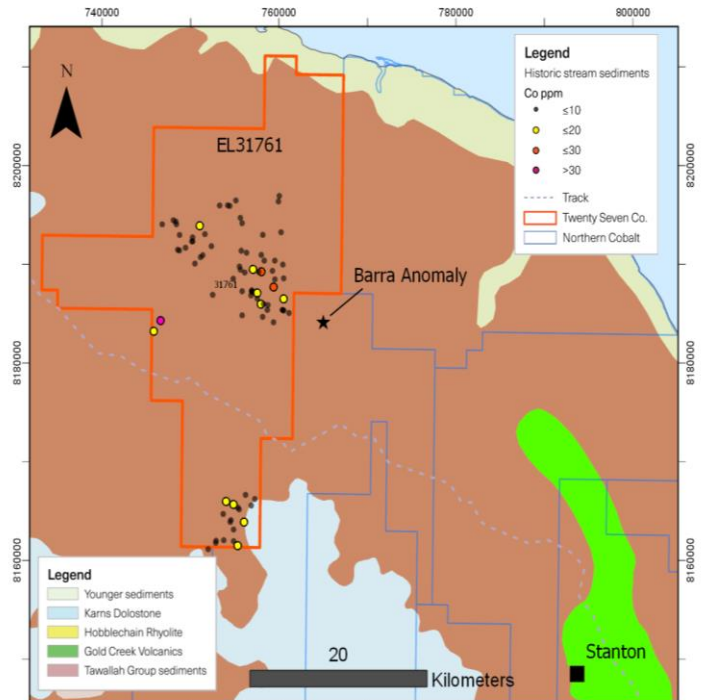 740000 760000 780000 800000
Legend
Historic stream sediments
Co ppm
≤10
≤20
≤30
>30
Track
Twenty Seven Co.
Northern Cobalt
N
EL31761
8200000 8200000
31761
Barra Anomaly
8180000 8180000
8160000 8160000
Legend
Younger sediments
Karns Dolostone
Hobblechain Rhyolite
Gold Creek Volcanics
Tawallah Group sediments
20
Kilometers
Stanton